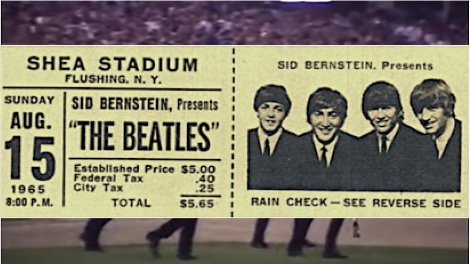 SHEA STADIUM
FLUSHING, N. Y.
SUNDAY
AUG.
15
1965
8:00 P.M.
SID BERNSTEIN, Presents
"THE BEATLES"
Established Price $5.00
Federal Tax .40
City Tax .25
TOTAL $5.65
SID BERNSTEIN, Presents
RAIN CHECK — SEE REVERSE SIDE